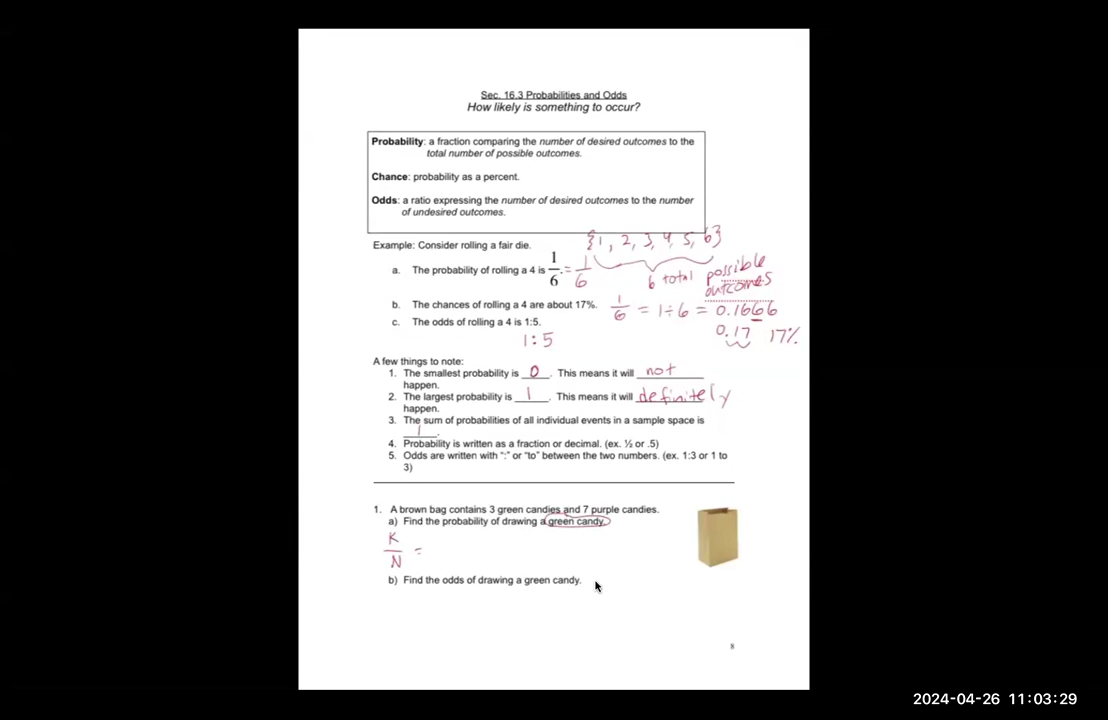 Sec. 16.3 Probabilities and Odds
How likely is something to occur?
Probability: a fraction comparing the number of desired outcomes to the
total number of possible outcomes.
Chance: probability as a percent.
Odds: a ratio expressing the number of desired outcomes to the number
of undesired outcomes.
Example: Consider rolling a fair die.
{1, 2, 3, 4, 5, 6}
a. The probability of rolling a 4 is 1/6. = 1/6
6 total possible
outcomes
b. The chances of rolling a 4 are about 17%.
1/6 = 1÷6 = 0.1666
c. The odds of rolling a 4 is 1:5.
0.17 17%
1:5
A few things to note:
1. The smallest probability is 0. This means it will not
happen.
2. The largest probability is 1. This means it will definitely
happen.
3. The sum of probabilities of all individual events in a sample space is
1.
4. Probability is written as a fraction or decimal. (ex. ½ or .5)
5. Odds are written with ":" or "to" between the two numbers. (ex. 1:3 or 1 to
3)
1. A brown bag contains 3 green candies and 7 purple candies.
a) Find the probability of drawing a green candy.
K/N =
b) Find the odds of drawing a green candy.
8
2024-04-26 11:03:29